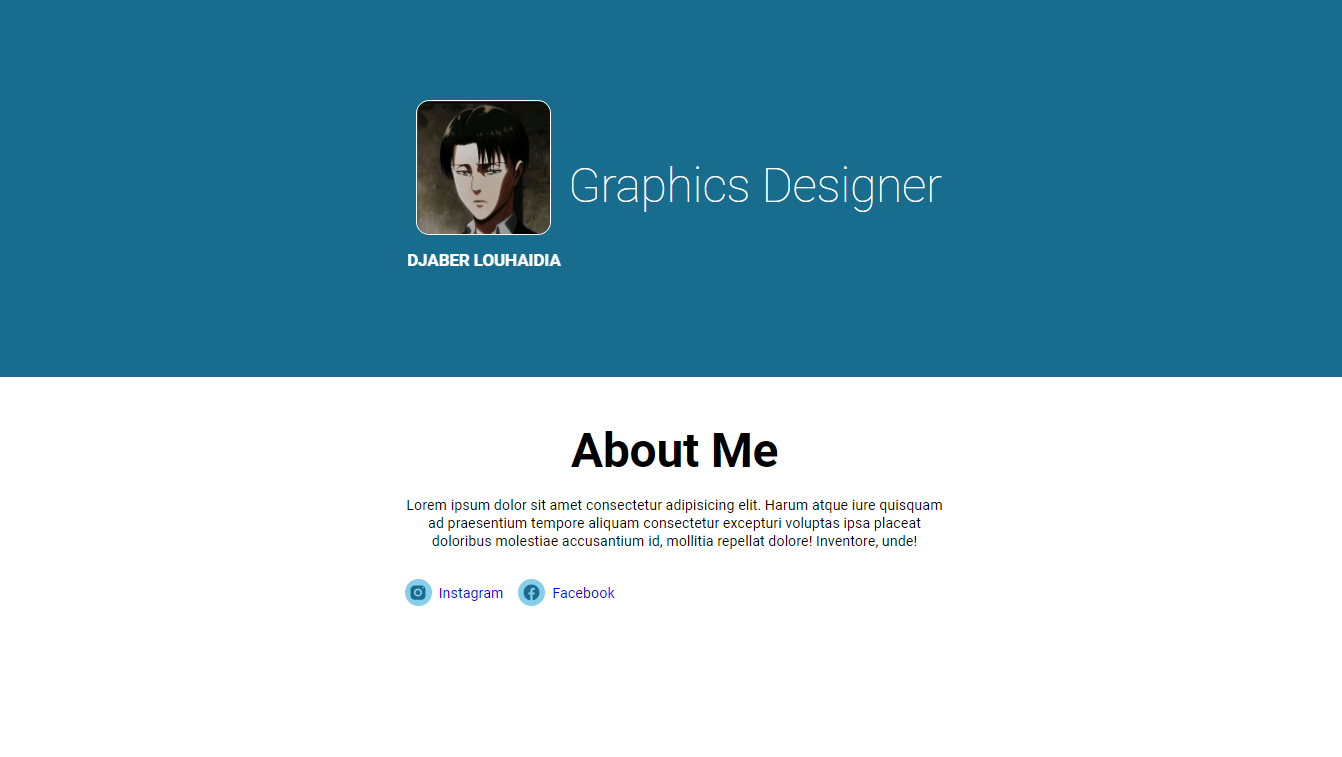 Graphics Designer
DJABER LOUHAIDIA
About Me
Lorem ipsum dolor sit amet consectetur adipisicing elit. Harum atque iure quisquam
ad praesentium tempore aliquam consectetur excepturi voluptas ipsa placeat
doloribus molestiae accusantium id, mollitia repellat dolore! Inventore, unde!
Instagram Facebook